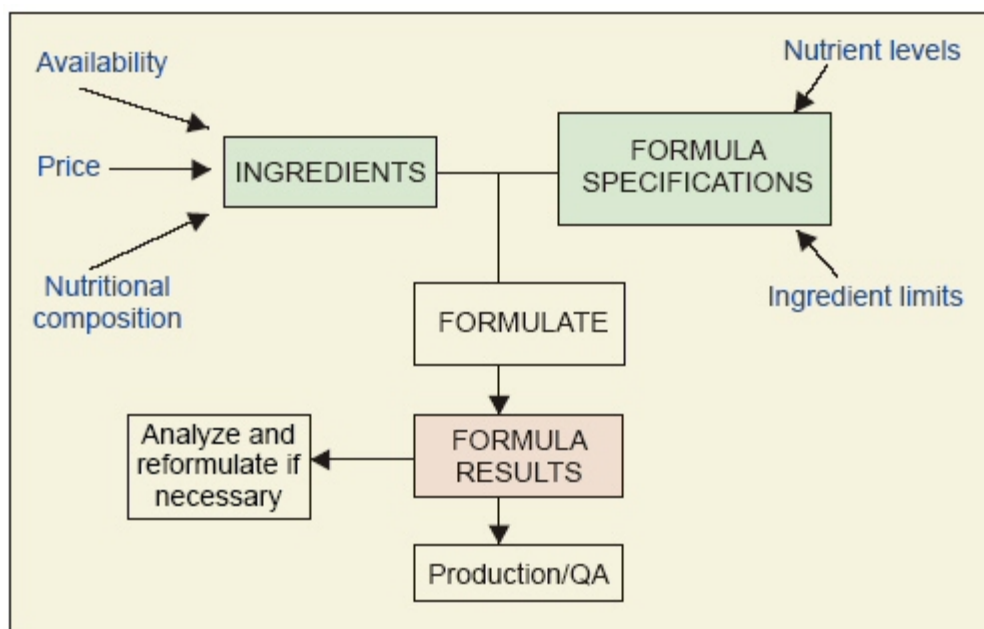 Availability
Price
Nutritional
composition
INGREDIENTS
Nutrient levels
FORMULA
SPECIFICATIONS
Ingredient limits
FORMULATE
FORMULA
RESULTS
Analyze and
reformulate if
necessary
Production/QA